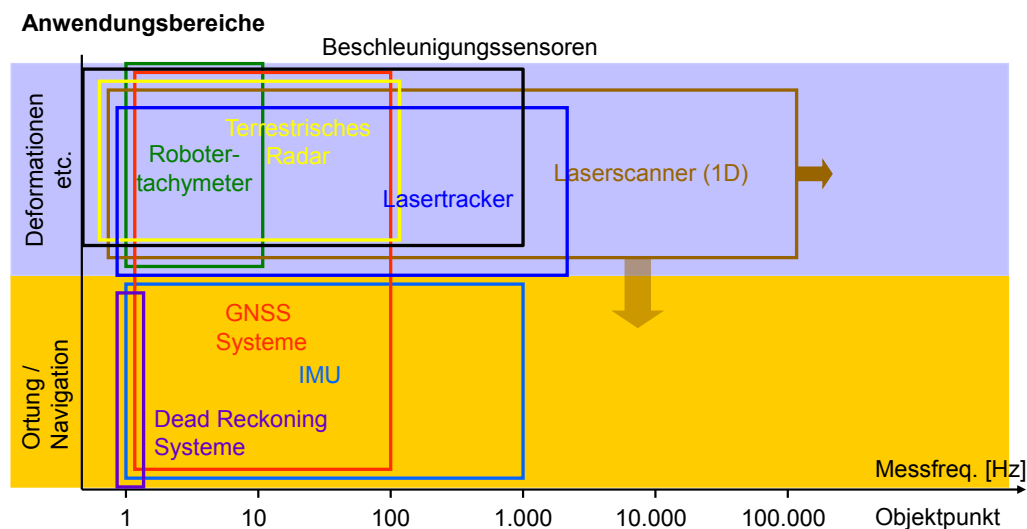 Anwendungsbereiche
Beschleunigungssensoren
Deformationen
etc.
Terrestrisches
Radar
Roboter-
tachymeter
Laserscanner (1D)
Lasertracker
Ortung /
Navigation
GNSS
Systeme
IMU
Dead Reckoning
Systeme
Messfreq. [Hz]
1 10 100 1.000 10.000 100.000 Objektpunkt